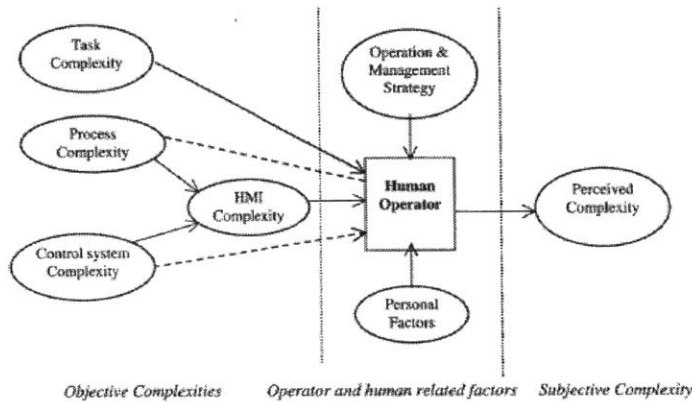 Task
Complexity
Operation &
Management
Strategy
Process
Complexity
Human
Operator
HMI
Complexity
Perceived
Complexity
Control system
Complexity
Personal
Factors
Objective Complexities
Operator and human related factors
Subjective Complexity